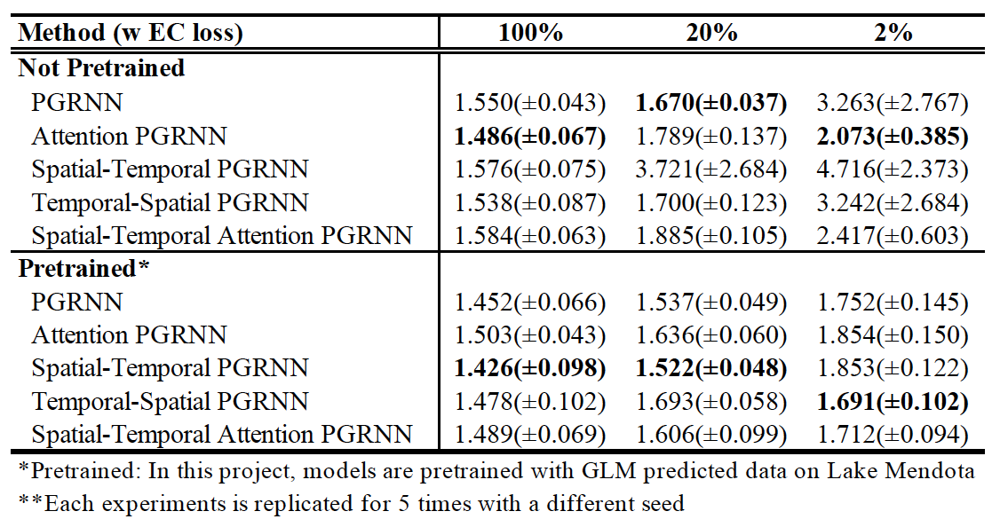 Method (w EC loss) 100% 20% 2%
Not Pretrained
PGRNN 1.550(±0.043) 1.670(±0.037) 3.263(±2.767)
Attention PGRNN 1.486(±0.067) 1.789(±0.137) 2.073(±0.385)
Spatial-Temporal PGRNN 1.576(±0.075) 3.721(±2.684) 4.716(±2.373)
Temporal-Spatial PGRNN 1.538(±0.087) 1.700(±0.123) 3.242(±2.684)
Spatial-Temporal Attention PGRNN 1.584(±0.063) 1.885(±0.105) 2.417(±0.603)
Pretrained*
PGRNN 1.452(±0.066) 1.537(±0.049) 1.752(±0.145)
Attention PGRNN 1.503(±0.043) 1.636(±0.060) 1.854(±0.150)
Spatial-Temporal PGRNN 1.426(±0.098) 1.522(±0.048) 1.853(±0.122)
Temporal-Spatial PGRNN 1.478(±0.102) 1.693(±0.058) 1.691(±0.102)
Spatial-Temporal Attention PGRNN 1.489(±0.069) 1.606(±0.099) 1.712(±0.094)
*Pretrained: In this project, models are pretrained with GLM predicted data on Lake Mendota
**Each experiments is replicated for 5 times with a different seed